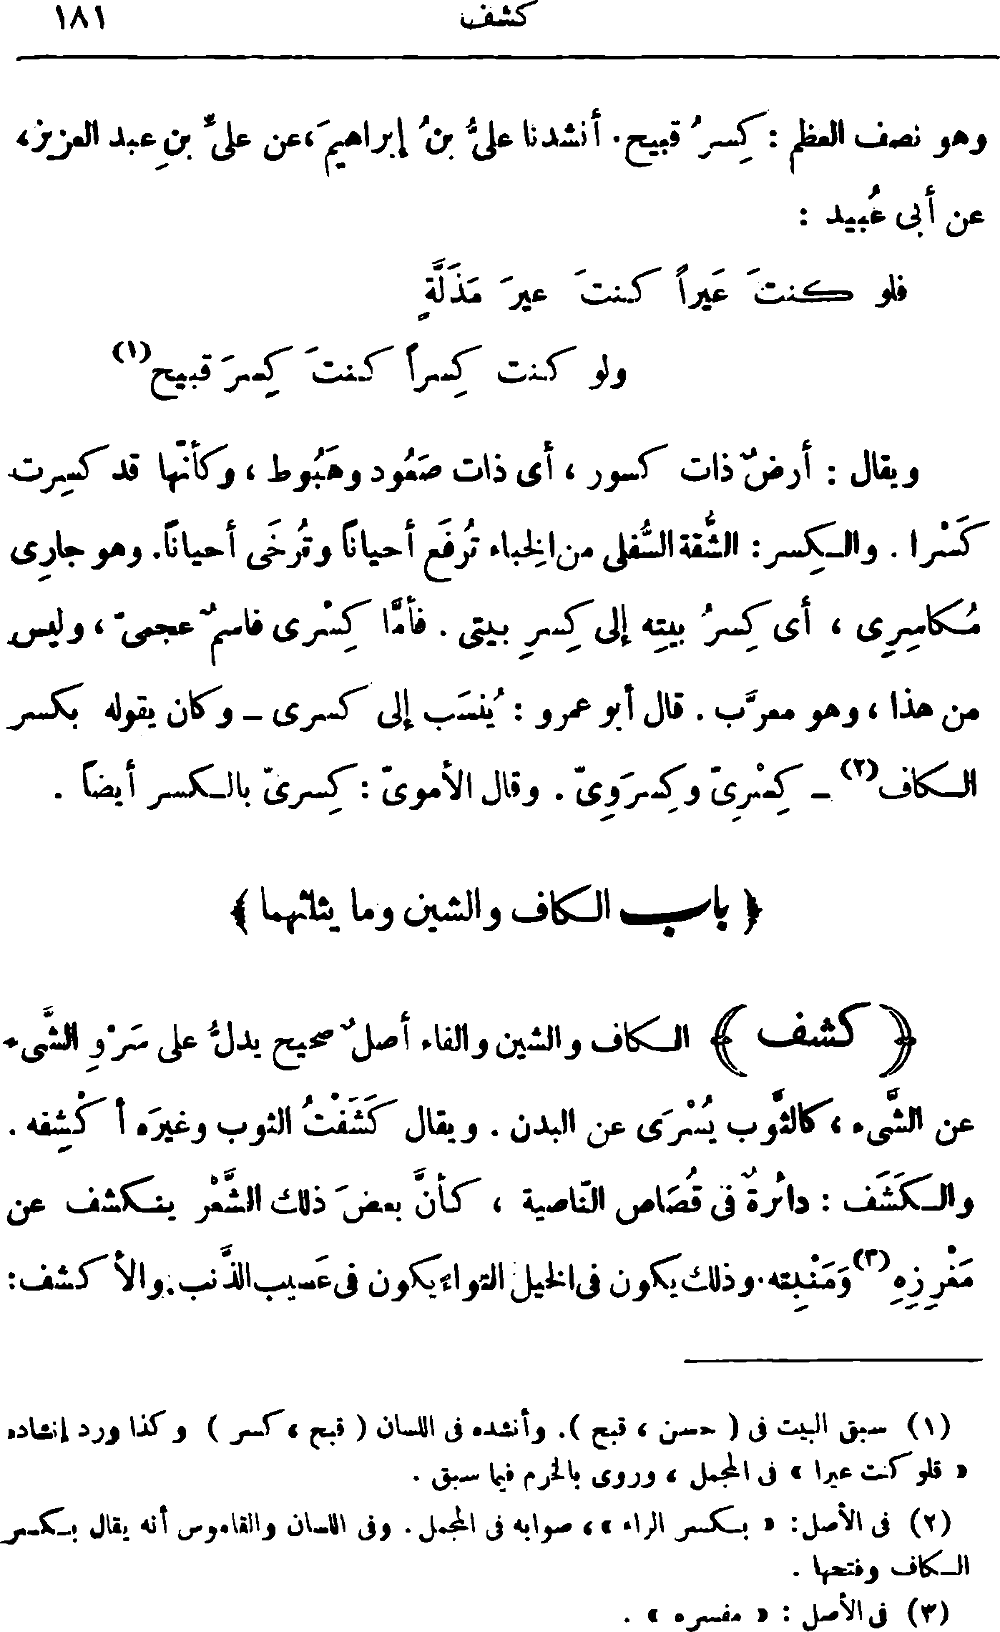 كشف ١٨١
وهو نصف العظم : كِسرُ قبيح. أنشدنا علىُّ بنُ إبراهيمَ، عن علىٍّ بنِ عبد العزيز،
عن أبى عُبيد :
فلو كنتَ عَيراً كنتَ عيرَ مَذَلَّةٍ
ولو كنت كِسراً كنتَ كِسرَ قبيح(١)
ويقال : أرضٌ ذات كسور ، أى ذات صَعُود وهَبُوط ، وكأنّها قد كسِرت
كَسْرا . والكِسر : الشُّقة السُّفلى من الخِباء تُرفَع أحياناً وتُرخَى أحياناً. وهو جارِى
مُكاسِرِى ، أى كِسرُ بيتِه إلى كِسرِ بيتى . فأمَّا كِسْرى فاسمٌ عجمىّ ، وليس
من هذا ، وهو معرَّب . قال أبو عمرو : يُنسَب إلى كسرى – وكان يقوله بكسر
الكاف(٢) – كِسْرِىّ وكِسرَوِىّ . وقال الأموىّ : كِسرىّ بالكسر أيضاً .
﴿ باب الكاف والشين وما يثلثهما ﴾
﴿ كشف ﴾ الكاف والشين والفاء أصلٌ صحيح يدلُّ على سَرْوِ الشَّىء
عن الشَّىء ، كالثَّوب يُسْرَى عن البدن . ويقال كَشَفْتُ الثوب وغيرَه أكْشِفه .
والكَشَف : دائرةٌ فى قُصَاص النّاصية ، كأنَّ بعضَ ذلك الشَّعْر ينكشف عن
مَغْرِزِهِ(٣) وَمَنْبِته. وذلك يكون فى الخيل التواءً يكون فى عَسيب الذَّنب. والأكشف :
(١) سبق البيت فى ( حسن ، قبح ). وأنشده فى اللسان ( قبح ، كسر ) وكذا ورد إنشاده
« فلو كنت عيرا » فى المجمل ، وروى بالخرم فيما سبق .
(٢) فى الأصل : « بكسر الراء » ، صوابه فى المجمل . وفى اللسان والقاموس أنه يقال بكسر
الكاف وفتحها .
(٣) فى الأصل : « مفسره » .